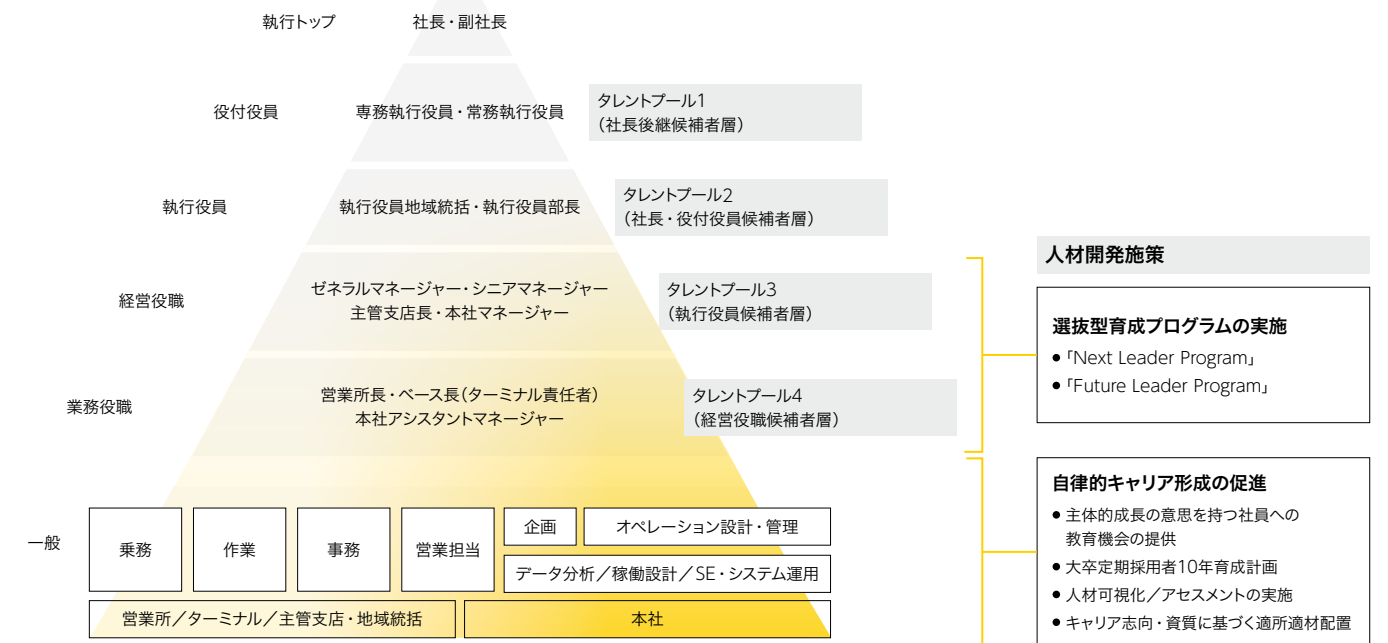 執行トップ
社長・副社長
役付役員
専務執行役員・常務執行役員
タレントプール1
（社長後継候補者層）
執行役員
執行役員地域統括・執行役員部長
タレントプール2
（社長・役付役員候補者層）
経営役職
ゼネラルマネージャー・シニアマネージャー
主管支店長・本社マネージャー
タレントプール3
（執行役員候補者層）
業務役職
営業所長・ベース長（ターミナル責任者）
本社アシスタントマネージャー
タレントプール4
（経営役職候補者層）
一般
乗務
作業
事務
営業担当
企画
オペレーション設計・管理
データ分析／稼働設計／SE・システム運用
営業所／ターミナル／主管支店・地域統括
本社
人材開発施策
選抜型育成プログラムの実施
●「Next Leader Program」
●「Future Leader Program」
自律的キャリア形成の促進
● 主体的成長の意思を持つ社員への
教育機会の提供
● 大卒定期採用者10年育成計画
● 人材可視化／アセスメントの実施
● キャリア志向・資質に基づく適所適材配置